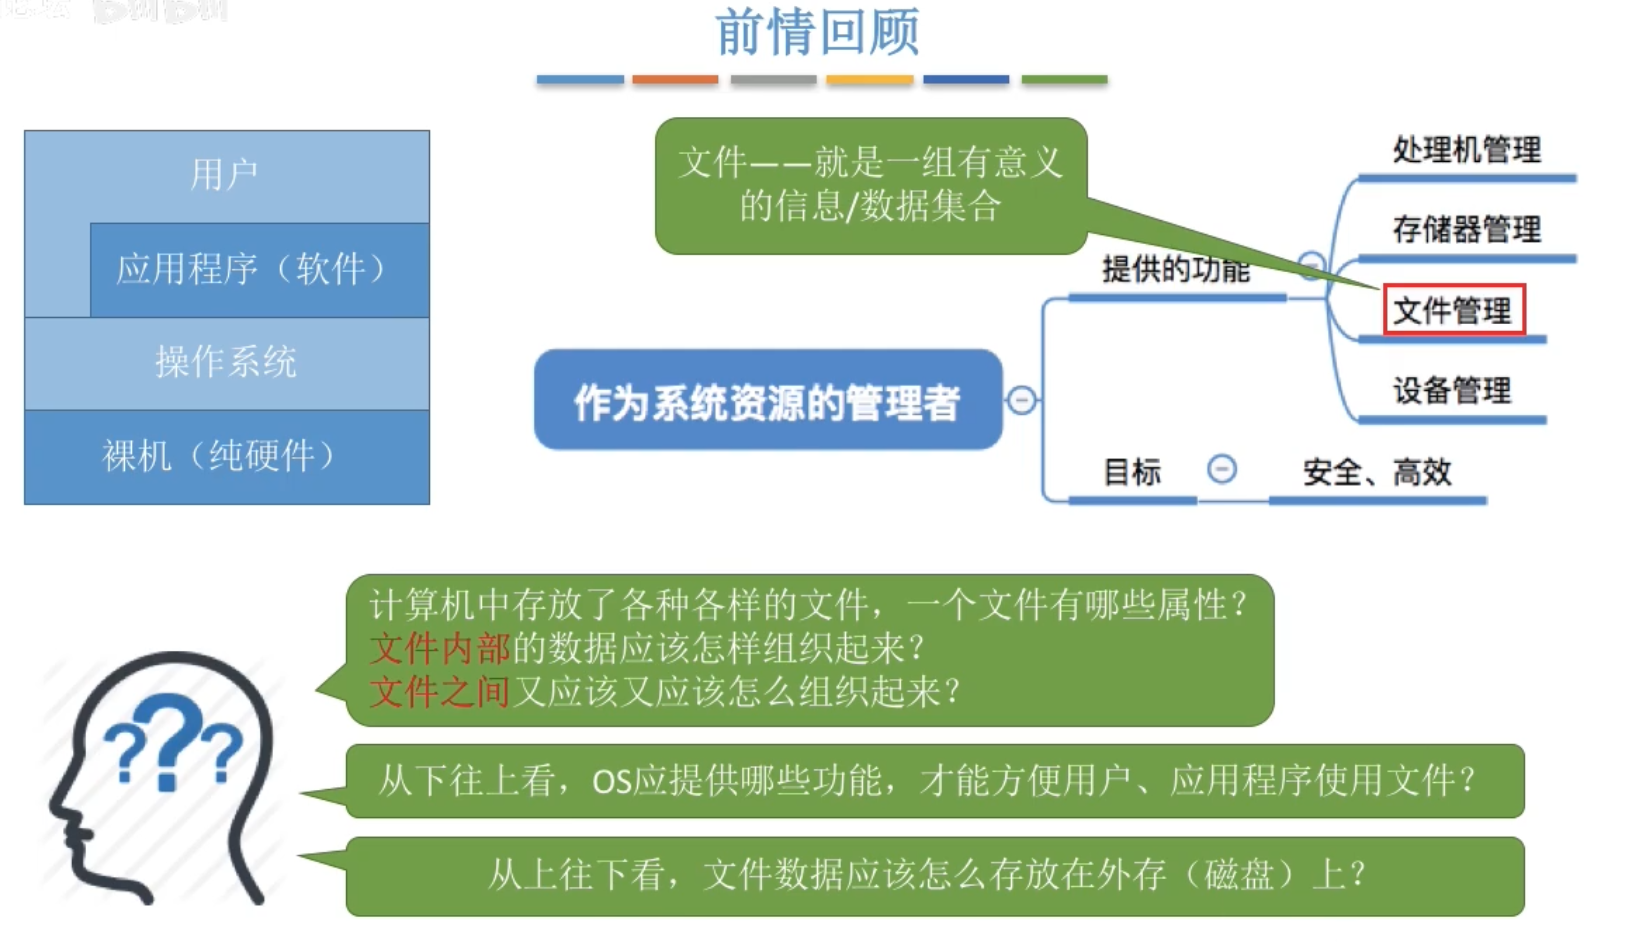 前情回顾
用户
应用程序（软件）
操作系统
裸机（纯硬件）
文件——就是一组有意义
的信息/数据集合
作为系统资源的管理者
提供的功能
处理机管理
存储器管理
文件管理
设备管理
目标
安全、高效
???
计算机中存放了各种各样的文件，一个文件有哪些属性？
文件内部的数据应该怎样组织起来？
文件之间又应该又应该怎么组织起来？
从下往上看，OS应提供哪些功能，才能方便用户、应用程序使用文件？
从上往下看，文件数据应该怎么存放在外存（磁盘）上？